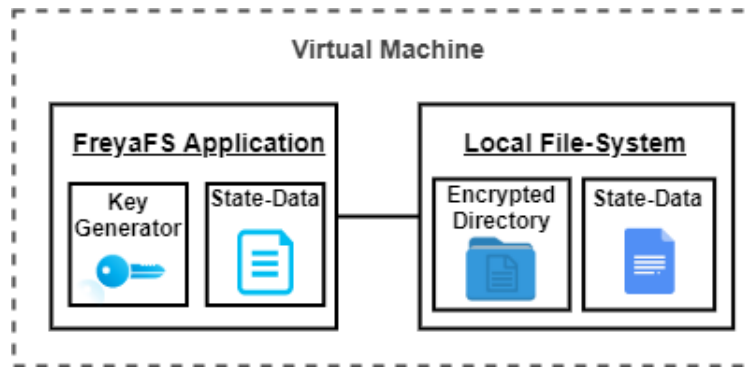 Virtual Machine
FreyaFS Application
Key
Generator
State-Data
Local File-System
Encrypted
Directory
State-Data